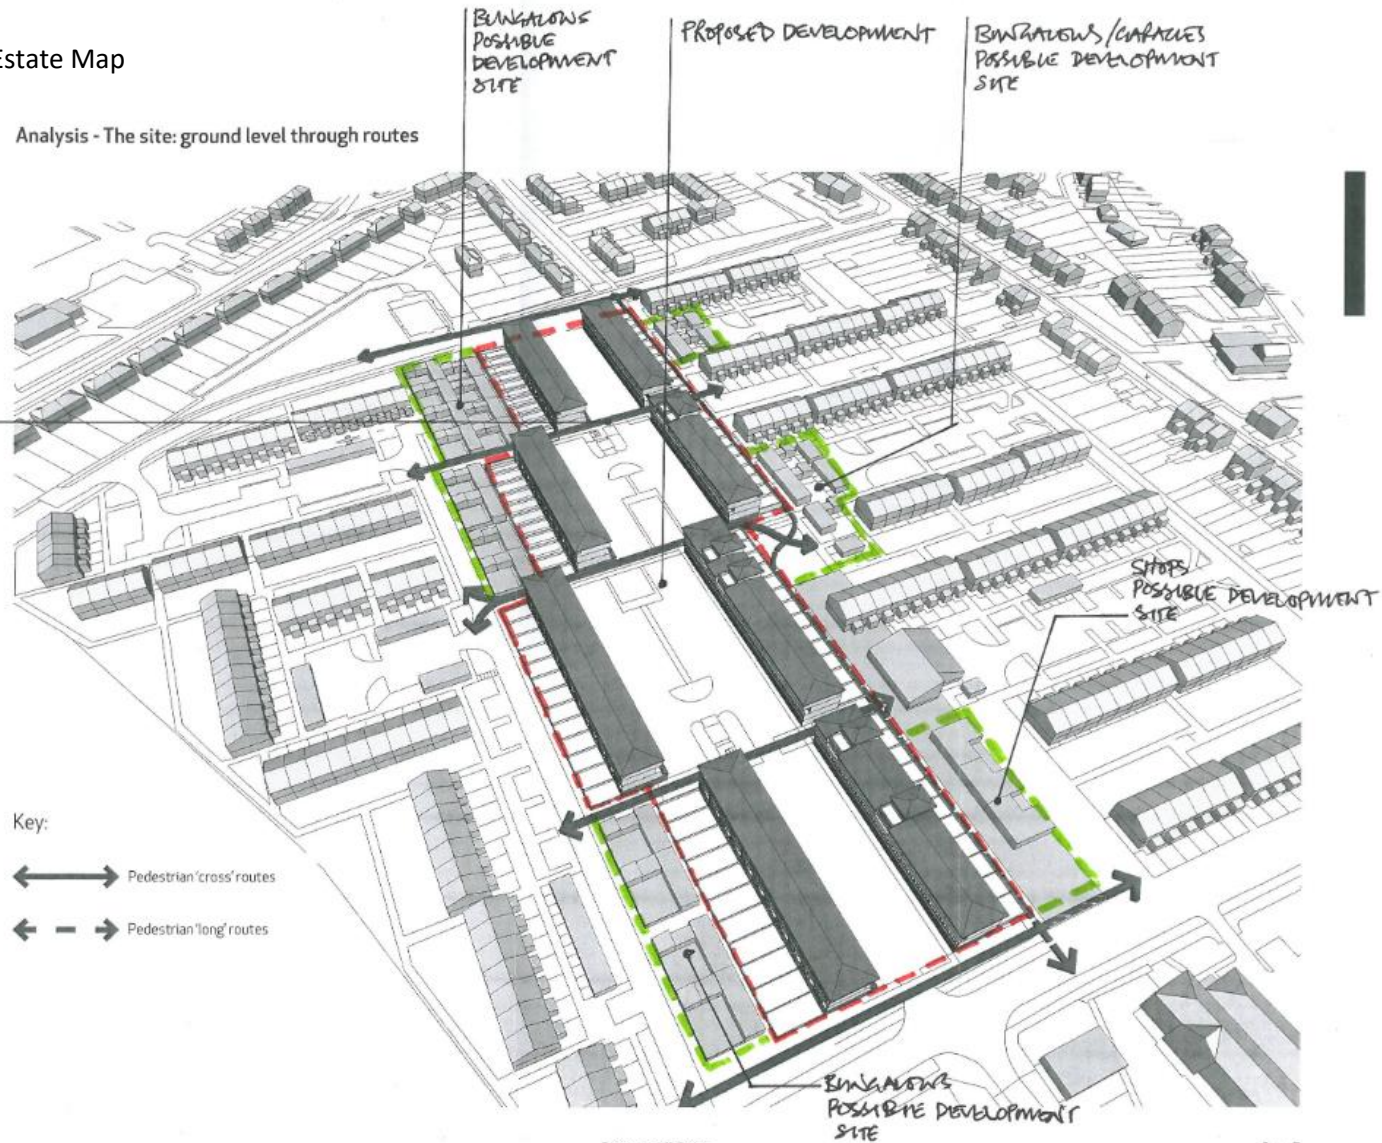 Estate Map
BUNGALOWS
POSSIBLE
DEVELOPMENT
SITE
PROPOSED DEVELOPMENT
BUNGALOWS/GARAGES
POSSIBLE DEVELOPMENT
SITE
Analysis - The site: ground level through routes
SHOPS
POSSIBLE DEVELOPMENT
SITE
Key:
Pedestrian 'cross' routes
Pedestrian 'long' routes
BUNGALOWS
POSSIBLE DEVELOPMENT
SITE